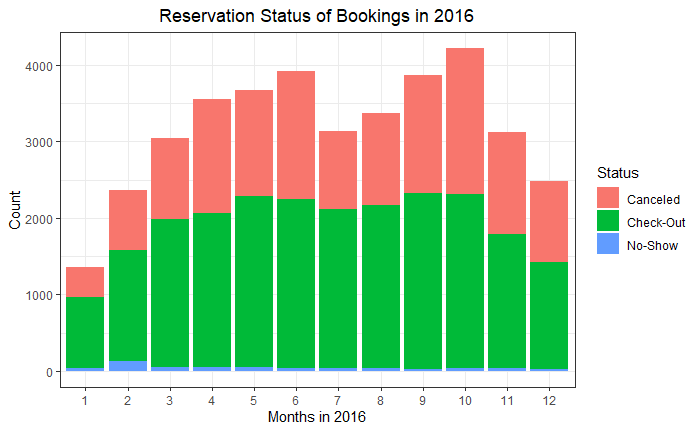 Reservation Status of Bookings in 2016
Count
4000
3000
2000
1000
0
1 2 3 4 5 6 7 8 9 10 11 12
Months in 2016
Status
Canceled
Check-Out
No-Show